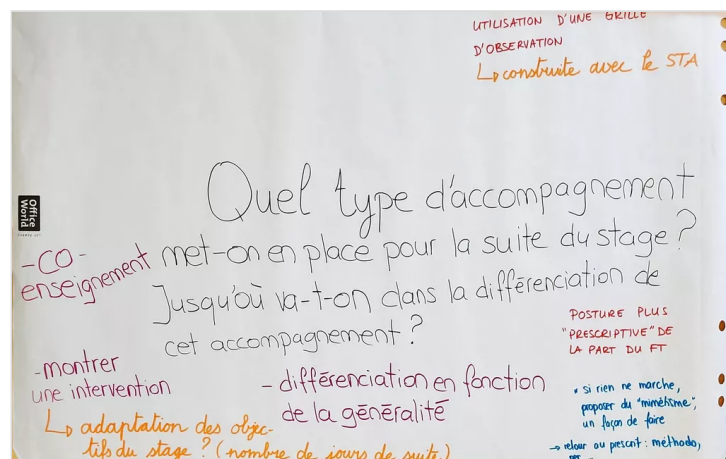 UTILISATION D'UNE GRILLE
D'OBSERVATION
↳ construite avec le STA
Office
World
Quel type d'accompagnement
met-on en place pour la suite du stage ?
Jusqu'où va-t-on dans la différenciation de
cet accompagnement ?
-CO-
enseignement
-montrer
une intervention
↳ adaptation des objec-
tifs du stage ? (nombre de jours de suite)
- différenciation en fonction
de la généralité
POSTURE PLUS
"PRESCRIPTIVE" DE
LA PART DU FT
* si rien ne marche,
proposer du "mimétisme",
un façon de faire
→ retour au prescrit : méthodo,